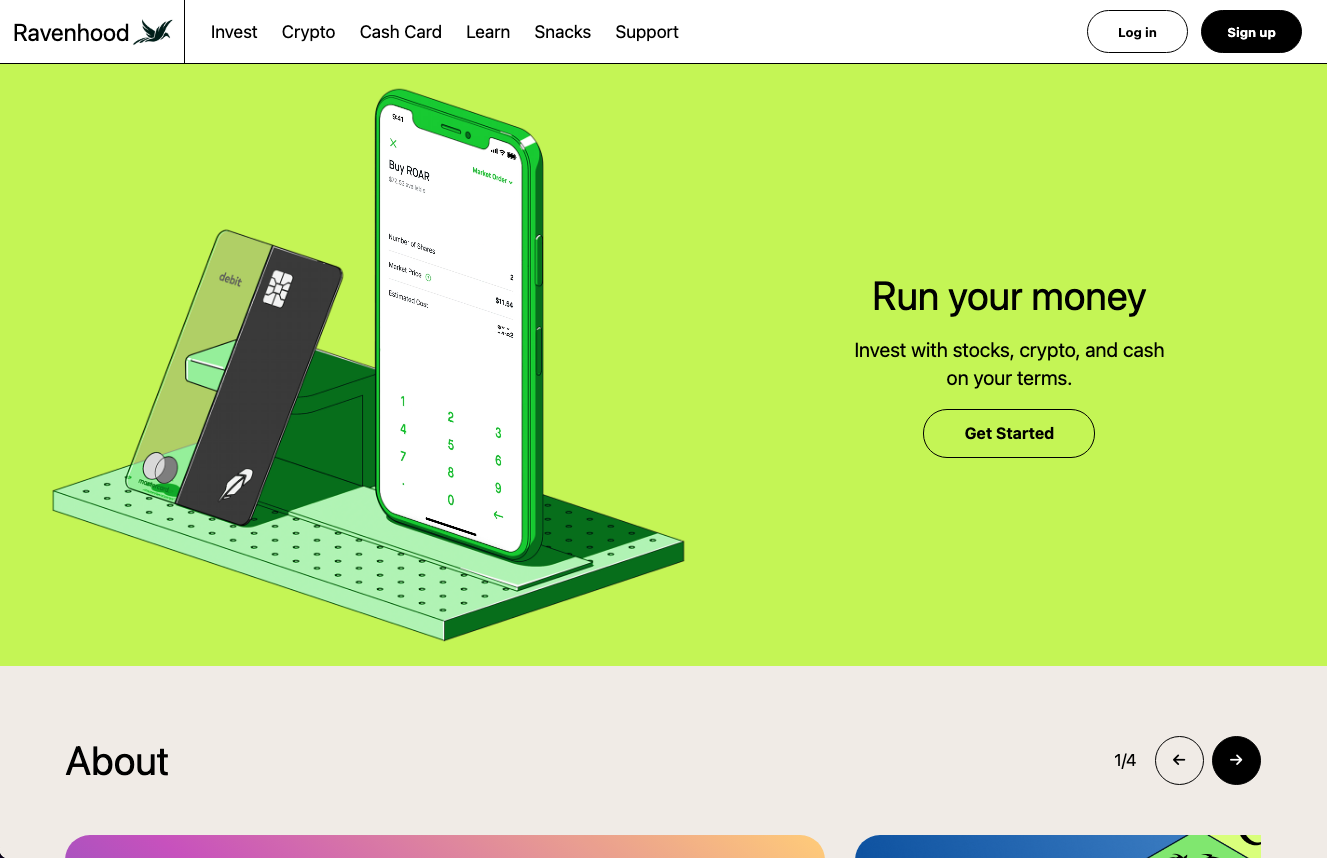 Ravenhood
Invest
Crypto
Cash Card
Learn
Snacks
Support
Log in
Sign up
9:41
Buy ROAR
Market Order
Number of Shares
2
Market Price
$11.64
Estimated Cost
1
2
3
4
5
6
7
8
9
.
0
debit
Run your money
Invest with stocks, crypto, and cash
on your terms.
Get Started
About
1/4